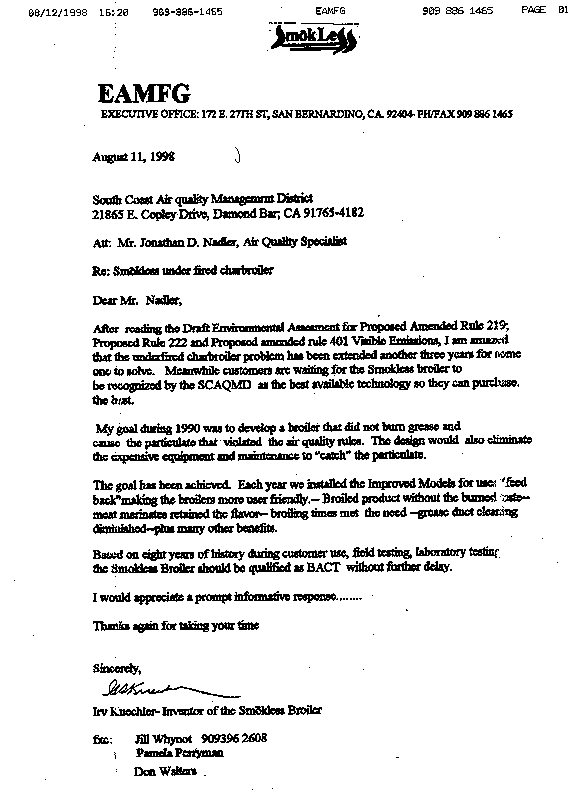 08/12/1998 16:20 909-886-1465 EAMFG 909 886 1465 PAGE 01
SmokLess
EAMFG
EXECUTIVE OFFICE: 172 E. 27TH ST, SAN BERNARDINO, CA. 92404- PH/FAX 909 886 1465
August 11, 1998
South Coast Air quality Management District
21865 E. Copley Drive, Damond Bar; CA 91765-4182
Att: Mr. Jonathan D. Nadler, Air Quality Specialist
Re: Smökless under fired charbroiler
Dear Mr. Nadler,
After reading the Draft Environmental Assesment for Proposed Amended Rule 219;
Proposed Rule 222 and Proposed amended rule 401 Visible Emissions, I am amazed
that the underfired charbroiler problem has been extended another three years for some
one to solve. Meanwhile customers are waiting for the Smokless broiler to
be recognized by the SCAQMD as the best available technology so they can purchase.
the best.
My goal during 1990 was to develop a broiler that did not burn grease and
cause the particulate that violated the air quality rules. The design would also eliminate
the expensive equipment and maintenance to "catch" the particulate.
The goal has been achieved. Each year we installed the Improved Models for user "feed
back"making the broilers more user friendly.-- Broiled product without the burned taste--
meat marinates retained the flavor-- broiling times met the need --grease duct cleaning
diminished--plus many other benefits.
Based on eight years of history during customer use, field testing, laboratory testing
the Smokless Broiler should be qualified as BACT without further delay.
I would appreciate a prompt informative response........
Thanks again for taking your time
Sincerely,
Irv Kuechler- Inventor of the Smökless Broiler
fxc: Jill Whynot 909396 2608
Pamela Perryman
Don Walters